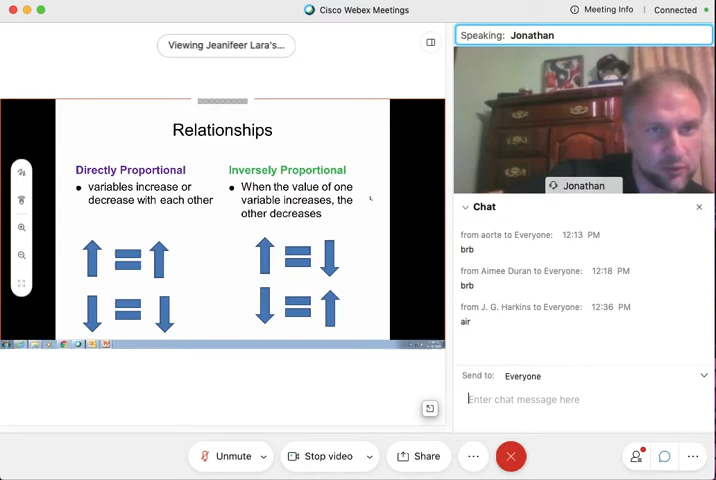 Cisco Webex Meetings
Meeting Info
Connected
Viewing Jeanifeer Lara's...
Speaking: Jonathan
Relationships
Directly Proportional
• variables increase or
decrease with each other
Inversely Proportional
• When the value of one
variable increases, the
other decreases
Jonathan
Chat
from aorte to Everyone: 12:13 PM
brb
from Aimee Duran to Everyone: 12:18 PM
brb
from J. G. Harkins to Everyone: 12:36 PM
air
Send to: Everyone
Enter chat message here
Unmute
Stop video
Share